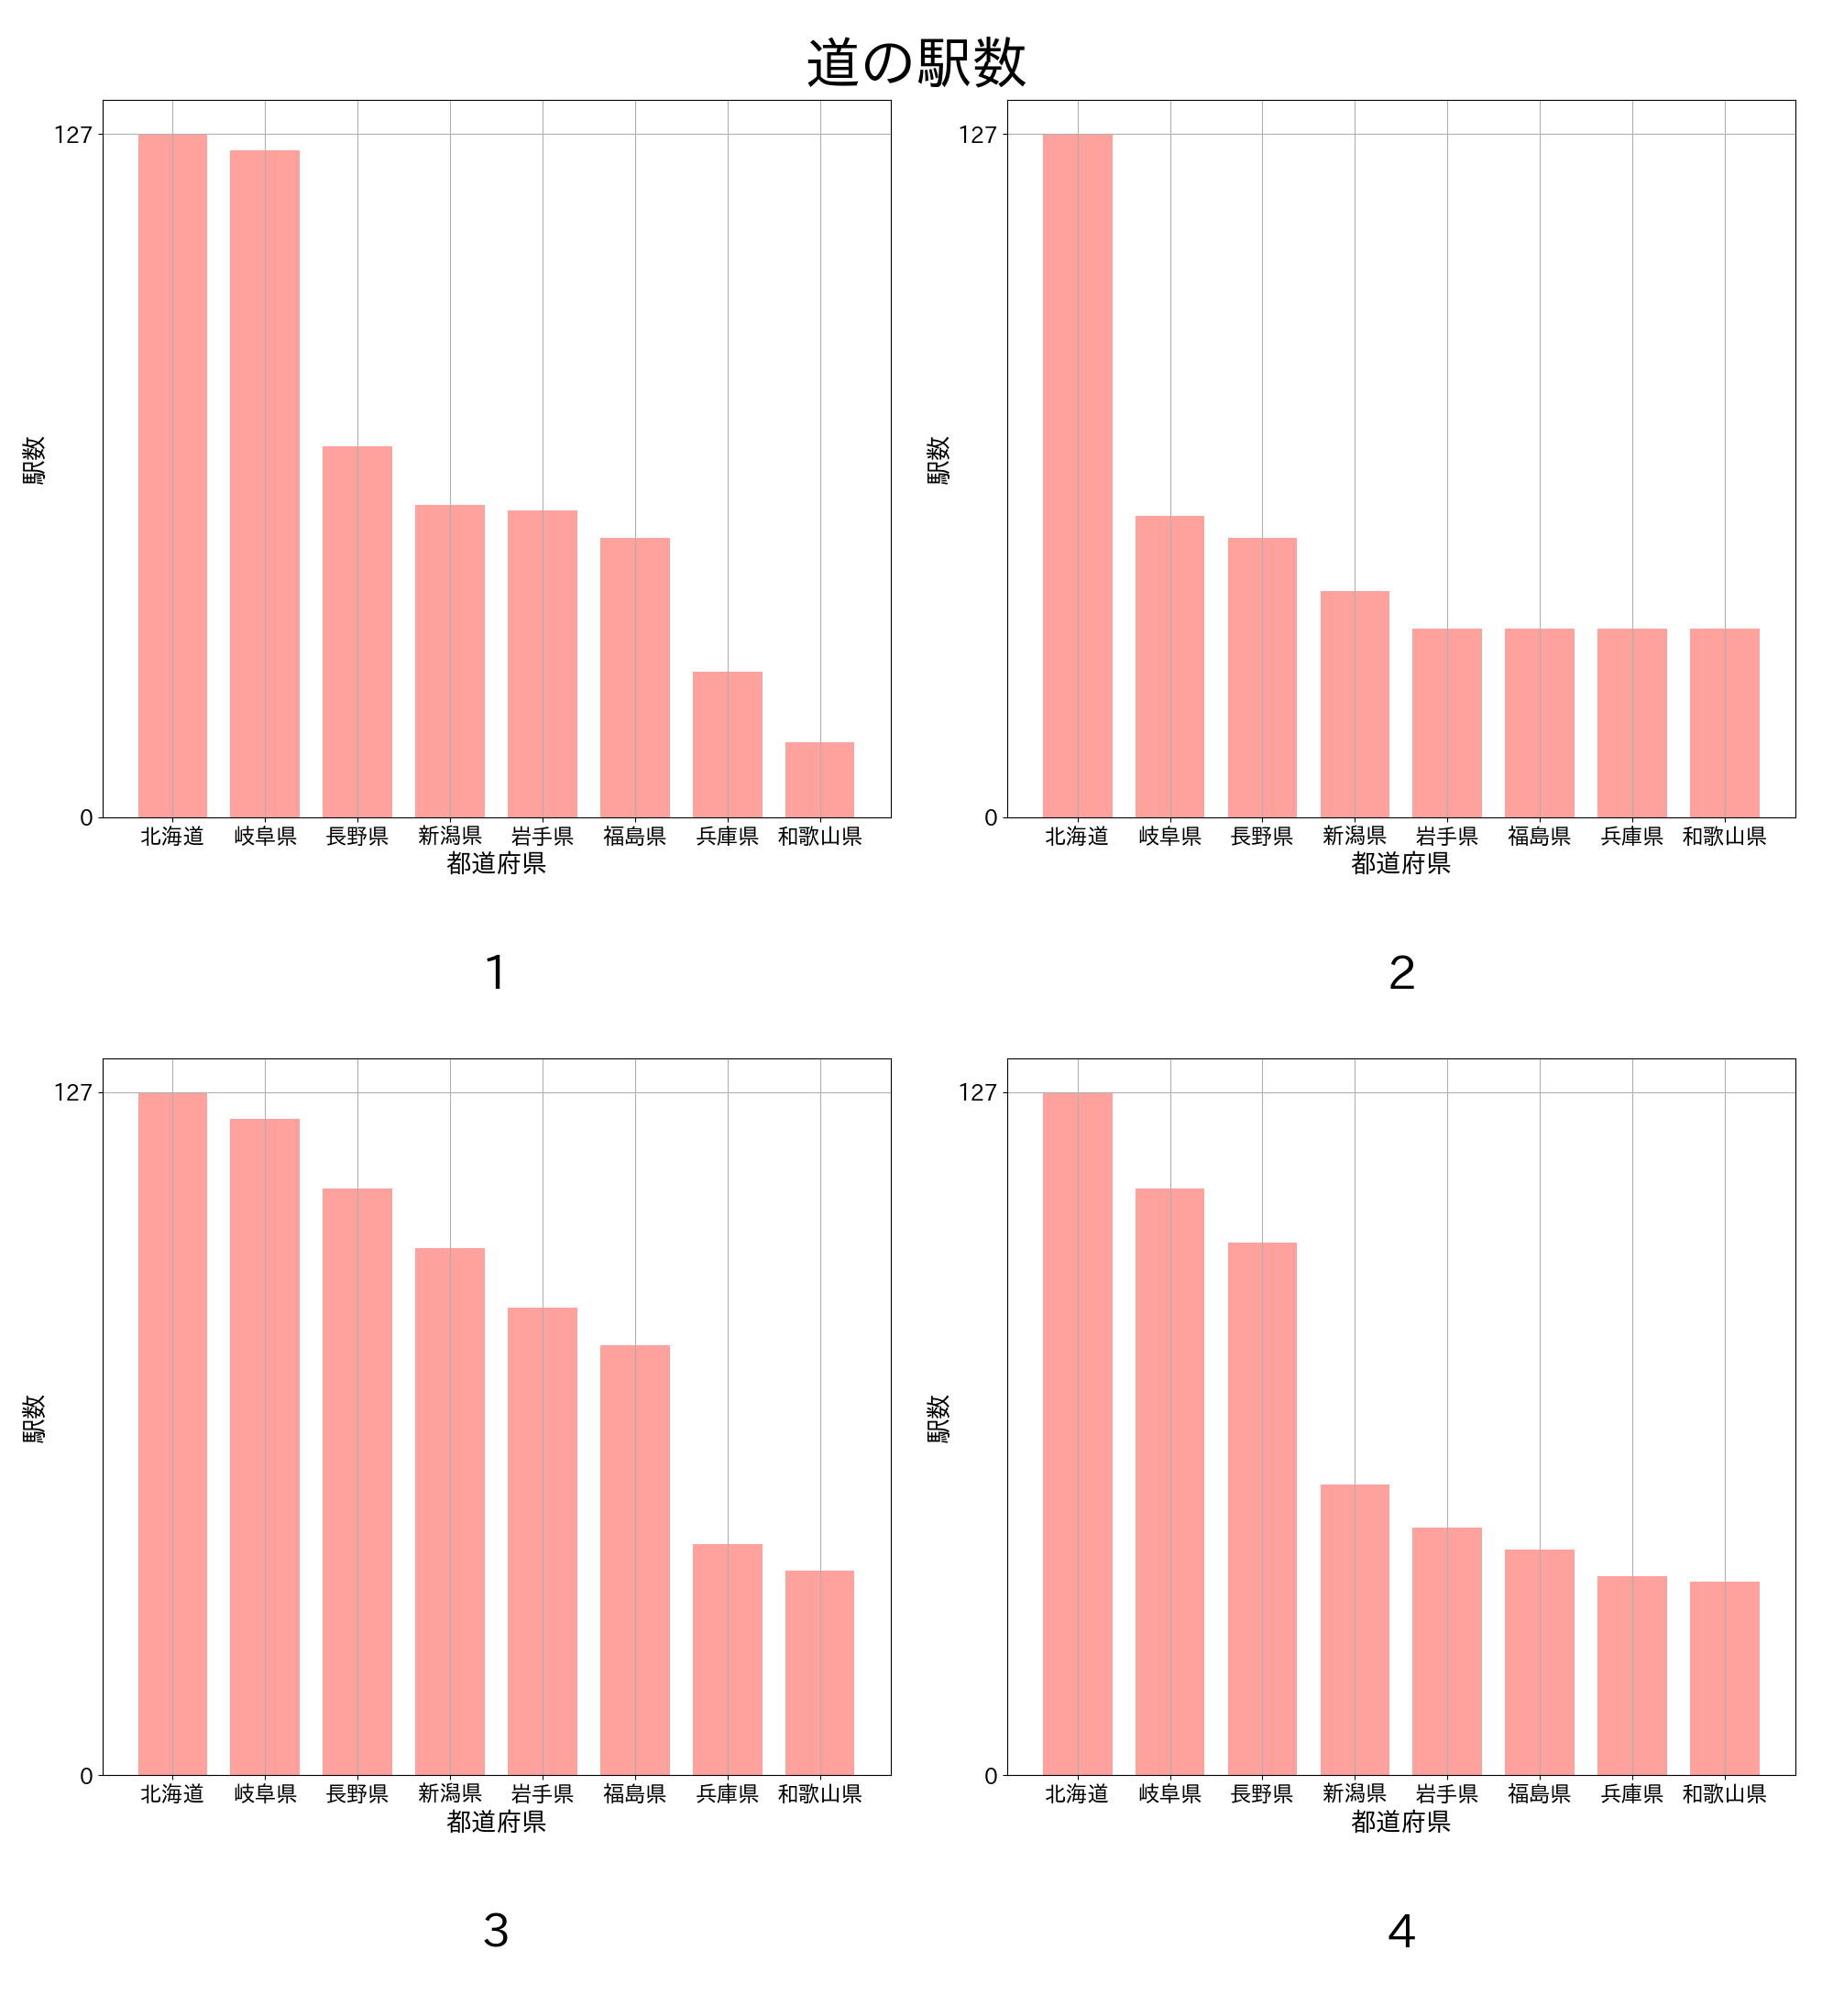 道の駅数
127
0
駅数
北海道 岐阜県 長野県 新潟県 岩手県 福島県 兵庫県 和歌山県
都道府県
1
127
0
駅数
北海道 岐阜県 長野県 新潟県 岩手県 福島県 兵庫県 和歌山県
都道府県
2
127
0
駅数
北海道 岐阜県 長野県 新潟県 岩手県 福島県 兵庫県 和歌山県
都道府県
3
127
0
駅数
北海道 岐阜県 長野県 新潟県 岩手県 福島県 兵庫県 和歌山県
都道府県
4